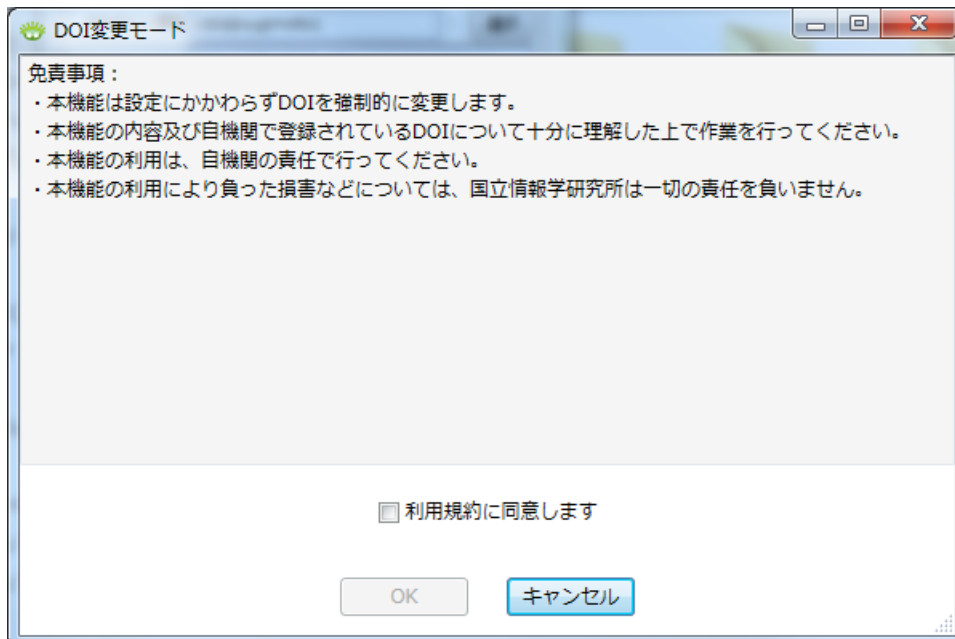 DOI変更モード
免責事項：
・本機能は設定にかかわらずDOIを強制的に変更します。
・本機能の内容及び自機関で登録されているDOIについて十分に理解した上で作業を行ってください。
・本機能の利用は、自機関の責任で行ってください。
・本機能の利用により負った損害などについては、国立情報学研究所は一切の責任を負いません。
利用規約に同意します
OK キャンセル